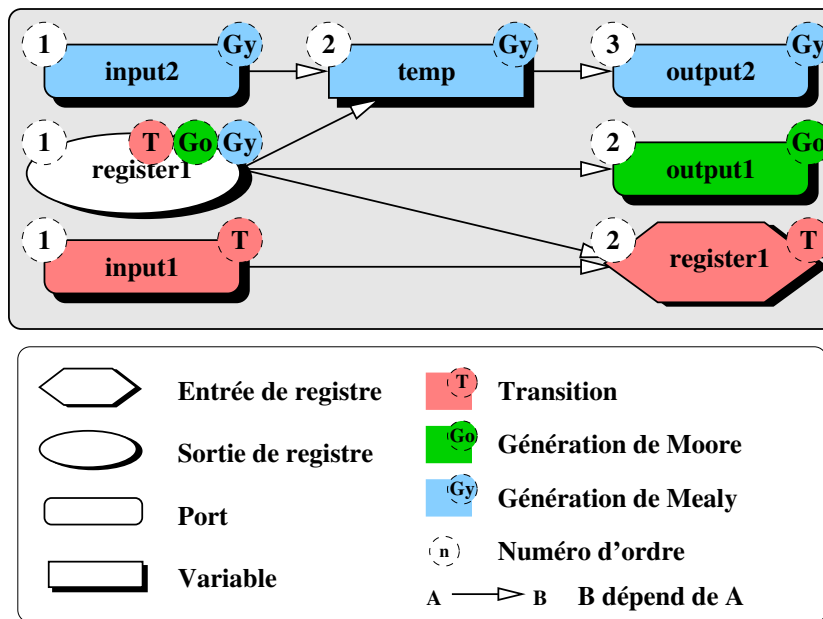 1 Gy 2 Gy 3 Gy
input2 temp output2
1 T Go Gy 2 Go
register1 output1
1 T 2 T
input1 register1
T
Entrée de registre Transition
Go
Sortie de registre Génération de Moore
Gy
Port Génération de Mealy
n Numéro d'ordre
Variable
A B B dépend de A